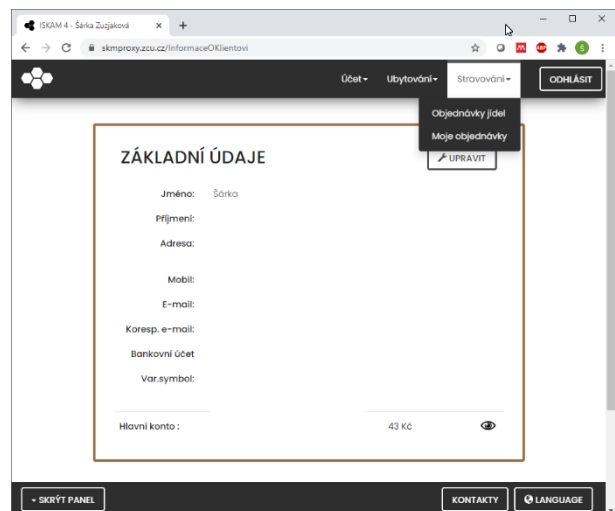 ISKAM 4 - Šárka Zuzjaková
skmproxy.zcu.cz/InformaceOKlientovi
Účet
Ubytování
Stravování
ODHLÁSIT
Objednávky jídel
Moje objednávky
ZÁKLADNÍ ÚDAJE
UPRAVIT
Jméno: Šárka
Příjmení:
Adresa:
Mobil:
E-mail:
Koresp. e-mail:
Bankovní účet
Var.symbol:
Hlavní konto : 43 Kč
SKRÝT PANEL
KONTAKTY
LANGUAGE